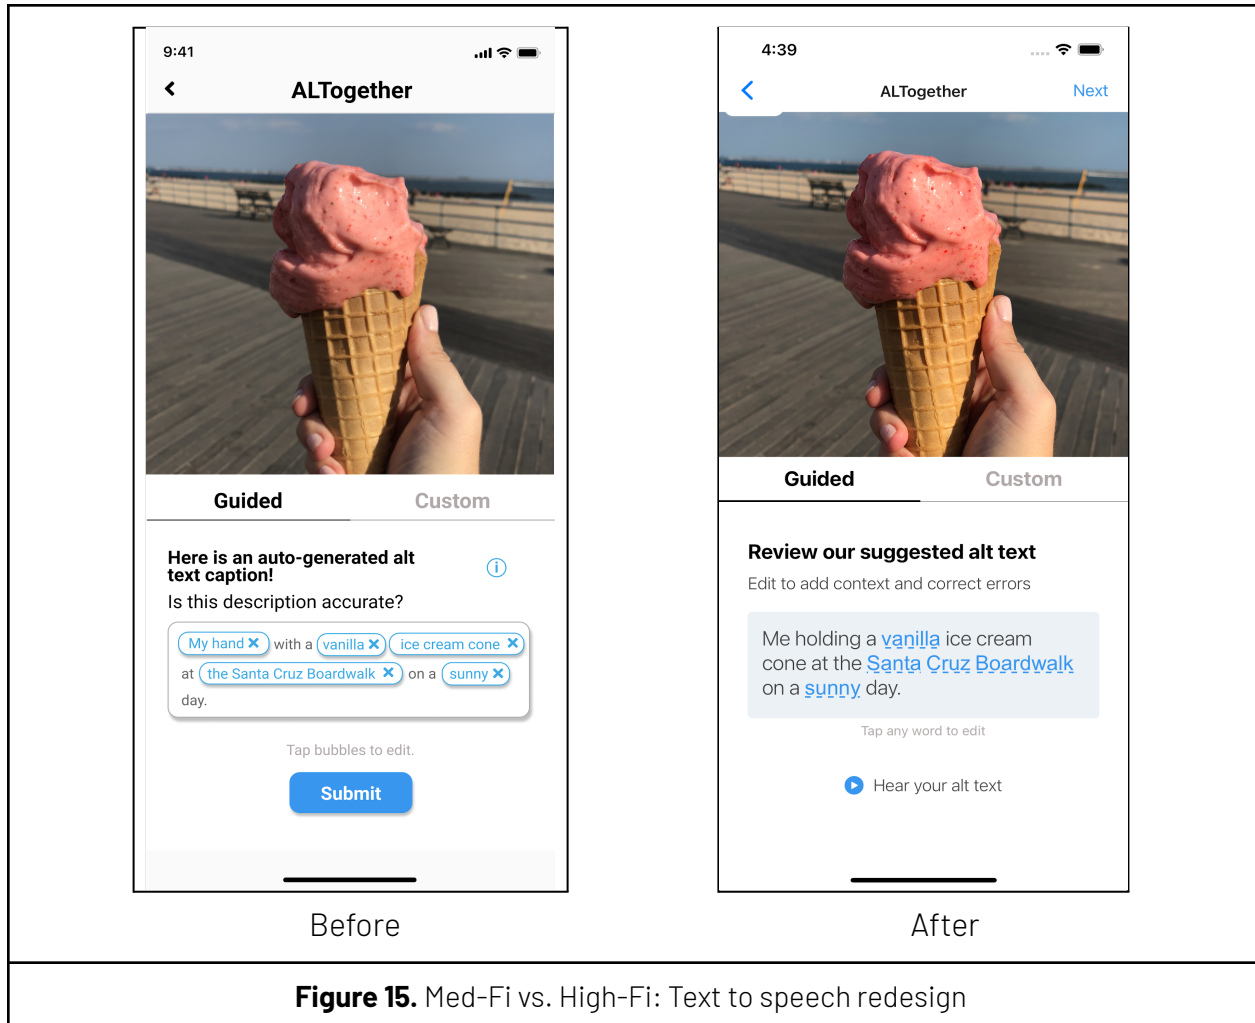 9:41
ALTogether
Guided
Custom
Here is an auto-generated alt
text caption!
i
Is this description accurate?
My hand × with a vanilla × ice cream cone ×
at the Santa Cruz Boardwalk × on a sunny ×
day.
Tap bubbles to edit.
Submit
Before
4:39
ALTogether
Next
Guided
Custom
Review our suggested alt text
Edit to add context and correct errors
Me holding a vanilla ice cream
cone at the Santa Cruz Boardwalk
on a sunny day.
Tap any word to edit
Hear your alt text
After
Figure 15. Med-Fi vs. High-Fi: Text to speech redesign